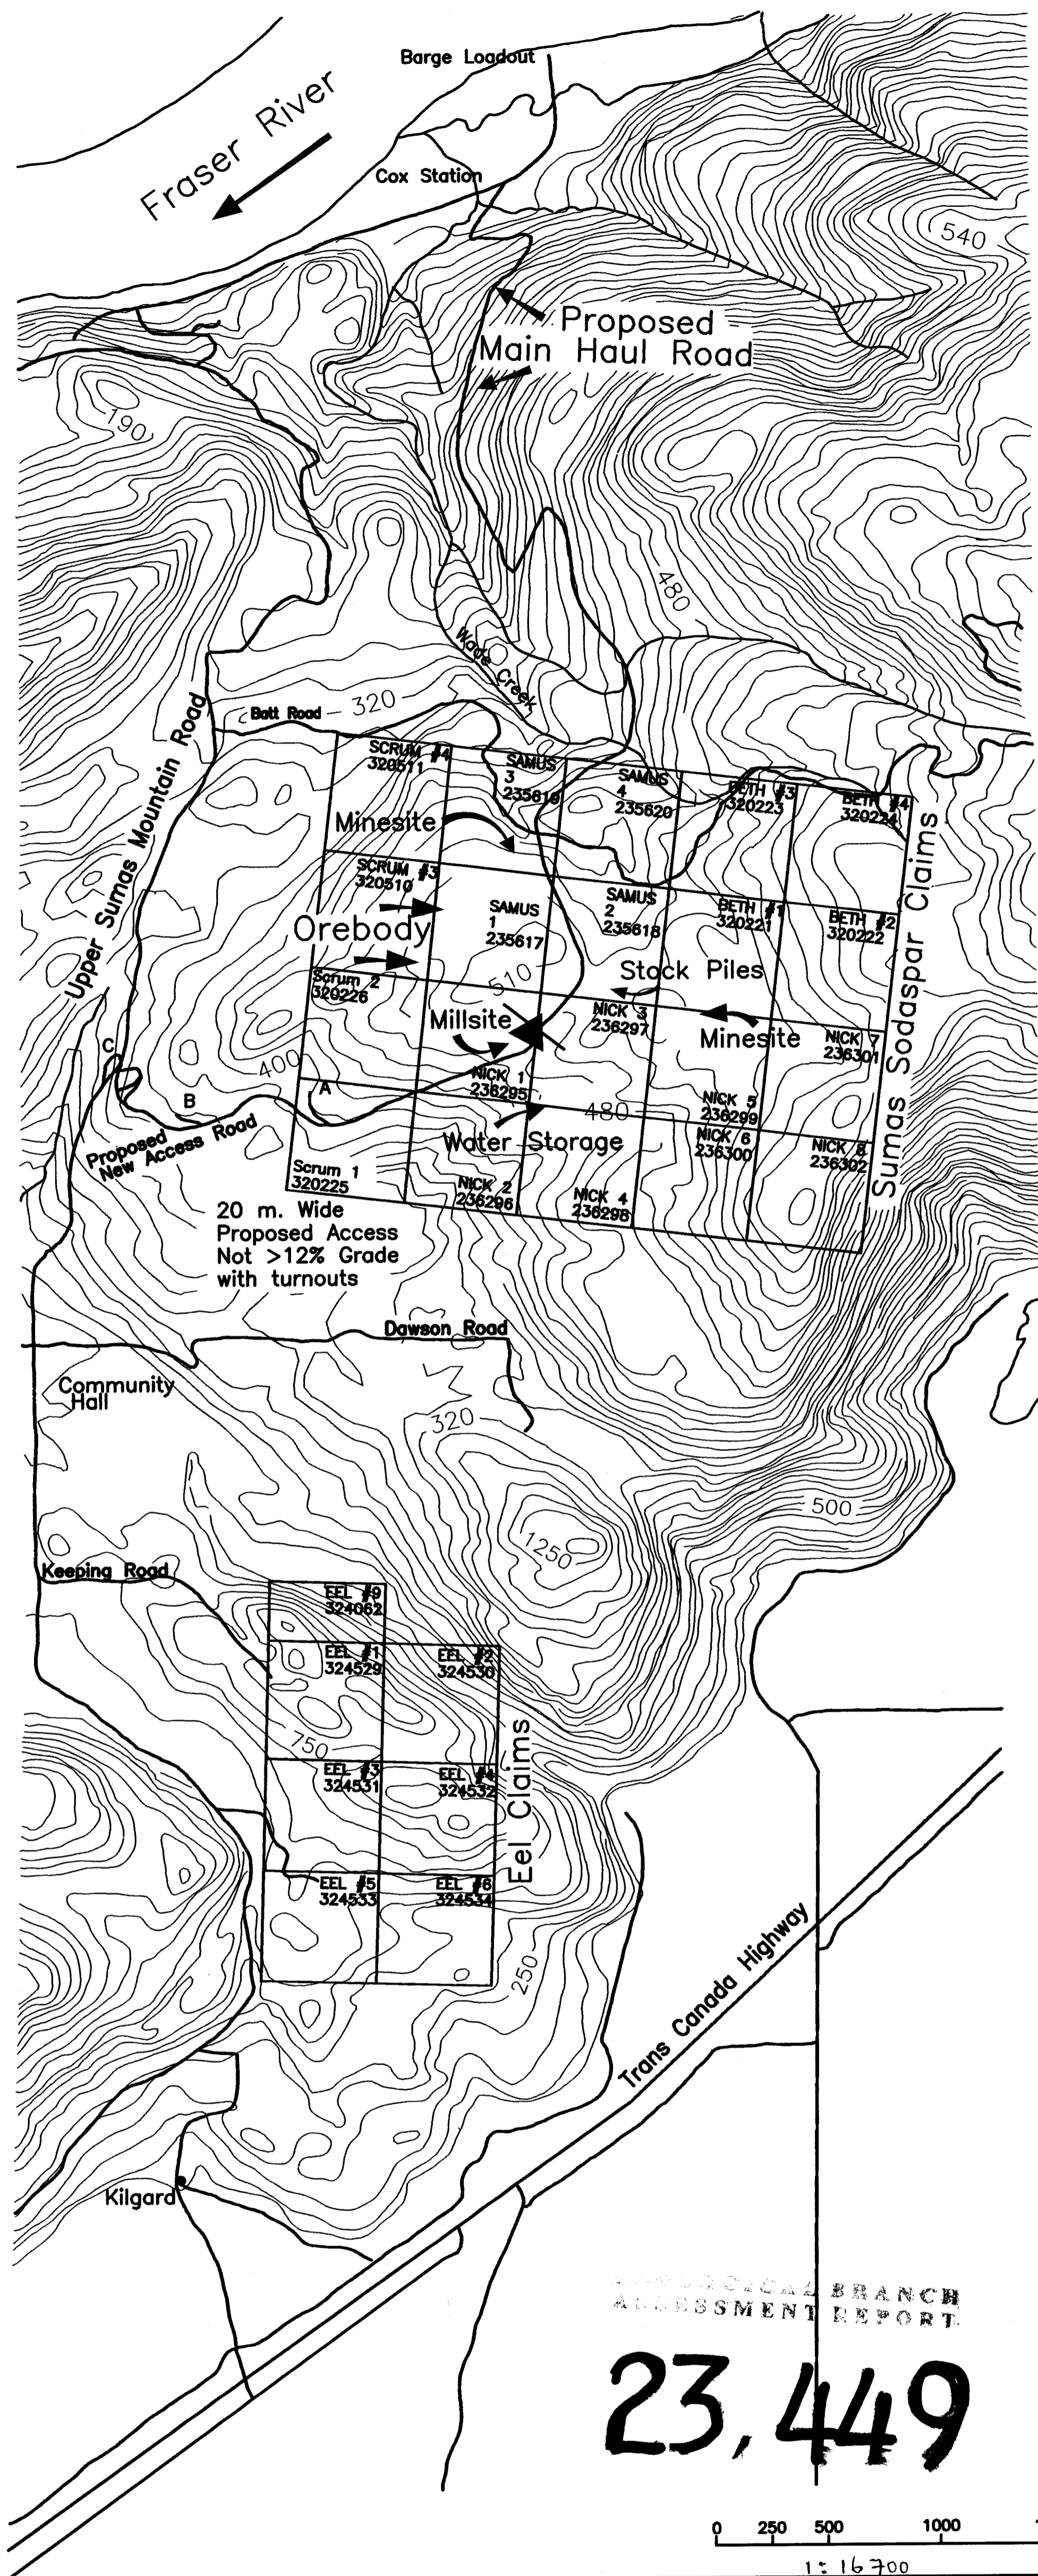 Barge Loadout
Fraser River
Cox Station
540
Proposed
Main Haul Road
190
480
Wade Creek
Upper Sumas Mountain Road
Batt Road
320
SCRUM #4
320511
SAMUS
3
235619
SAMUS
4
235620
BETH #3
320223
BETH #4
320224
Minesite
SCRUM #3
320510
SAMUS
1
235617
SAMUS
2
235618
BETH #1
320221
BETH #2
320222
Sumas Sodaspar Claims
Orebody
Stock Piles
510
Scrum 2
320226
Millsite
NICK 3
236297
Minesite
NICK 7
236301
C
400
A
B
NICK 1
236295
480
NICK 5
236299
Proposed
New Access Road
Water Storage
NICK 6
236300
NICK 8
236302
Scrum 1
320225
NICK 2
236296
NICK 4
236298
20 m. Wide
Proposed Access
Not >12% Grade
with turnouts
Dawson Road
Community
Hall
320
500
1250
Keeping Road
EEL #9
324062
EEL #1
324529
EEL #2
324530
750
EEL #3
324531
EEL #4
324532
Eel Claims
EEL #5
324533
EEL #6
324534
250
Trans Canada Highway
Kilgard
BRANCH
ASSESSMENT REPORT
23,449
0 250 500 1000
1:16700